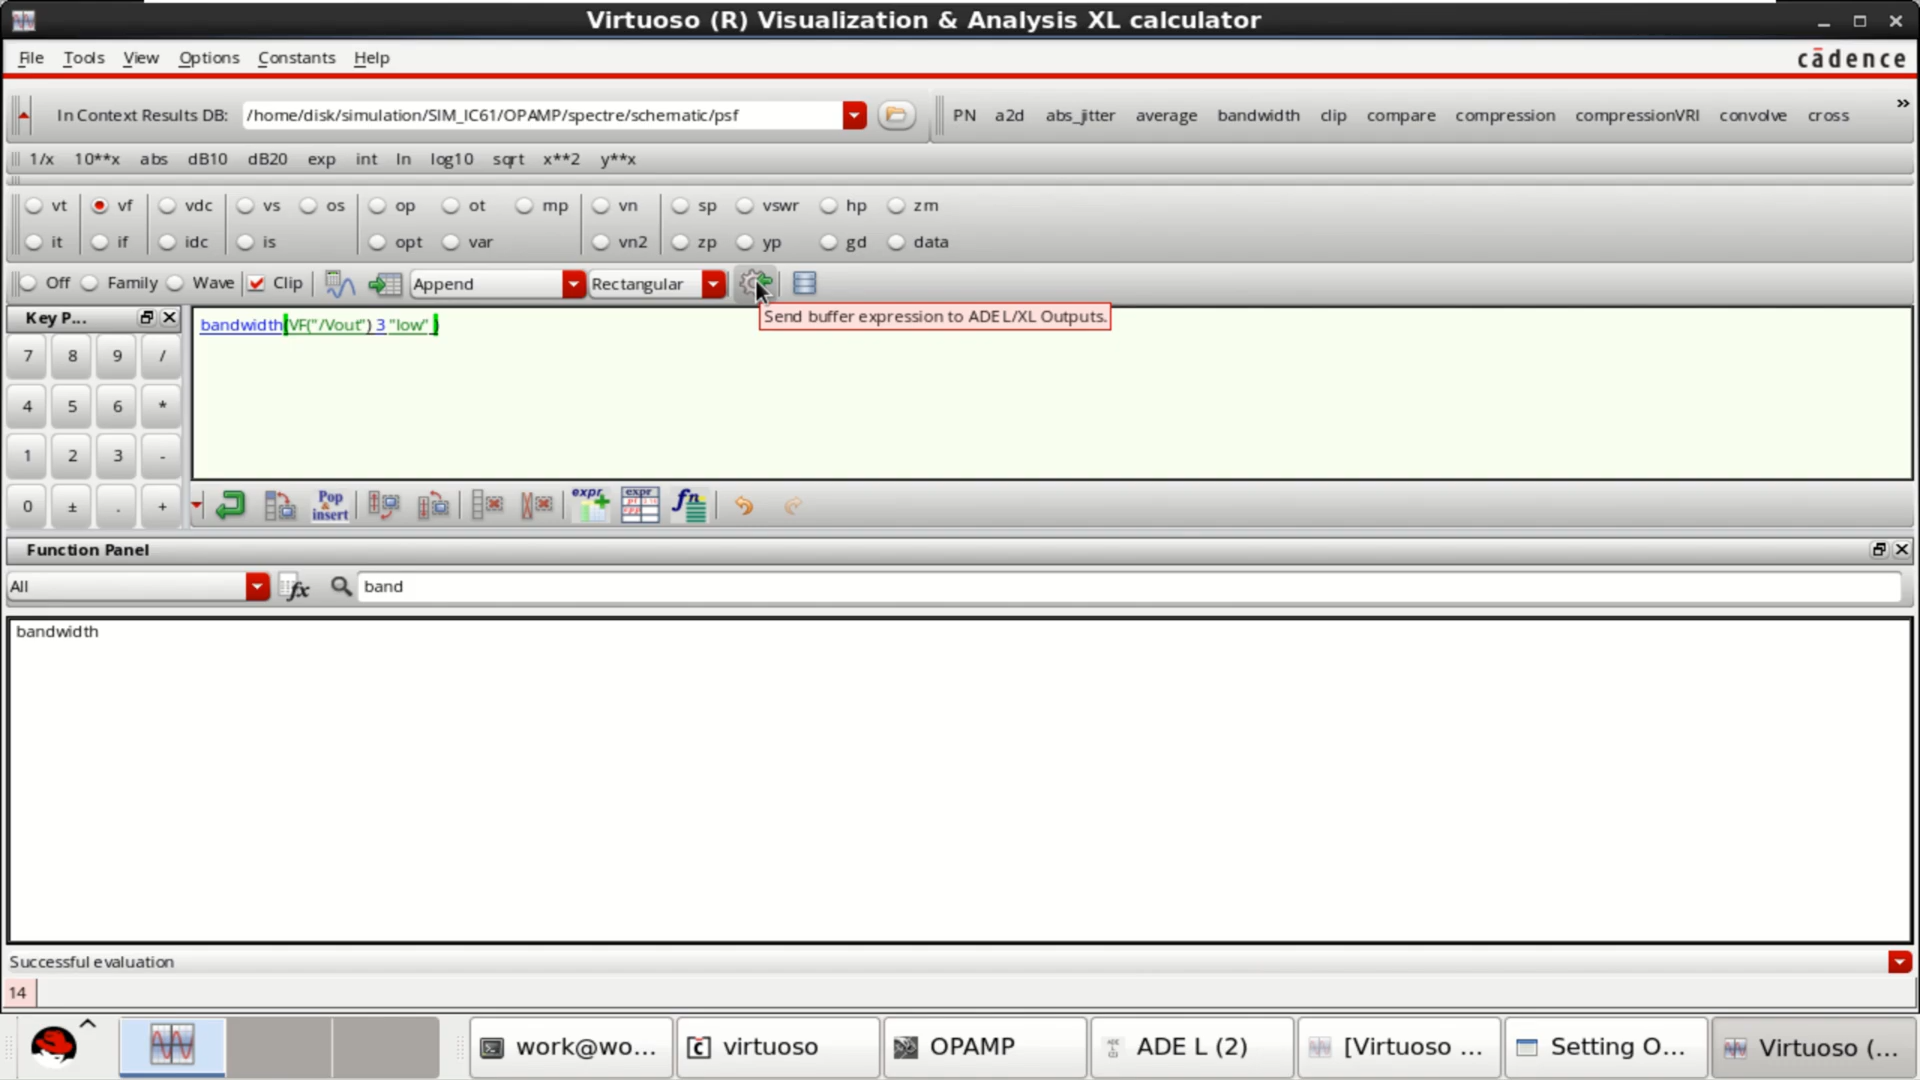 Virtuoso (R) Visualization & Analysis XL calculator
File Tools View Options Constants Help cādence
In Context Results DB: /home/disk/simulation/SIM_IC61/OPAMP/spectre/schematic/psf PN a2d abs_jitter average bandwidth clip compare compression compressionVRI convolve cross »
1/x 10**x abs dB10 dB20 exp int ln log10 sqrt x**2 y**x
vt vf vdc vs os op ot mp vn sp vswr hp zm
it if idc is opt var vn2 zp yp gd data
Off Family Wave Clip Append Rectangular
Key P...
bandwidth(VF("/Vout") 3 "low" )
Send buffer expression to ADE L/XL Outputs.
7 8 9 /
4 5 6 *
1 2 3 -
0 ± . +
Pop & insert expr expr fn
Function Panel
All fx band
bandwidth
Successful evaluation
14
work@wo... virtuoso OPAMP ADE L (2) [Virtuoso ... Setting O... Virtuoso (...